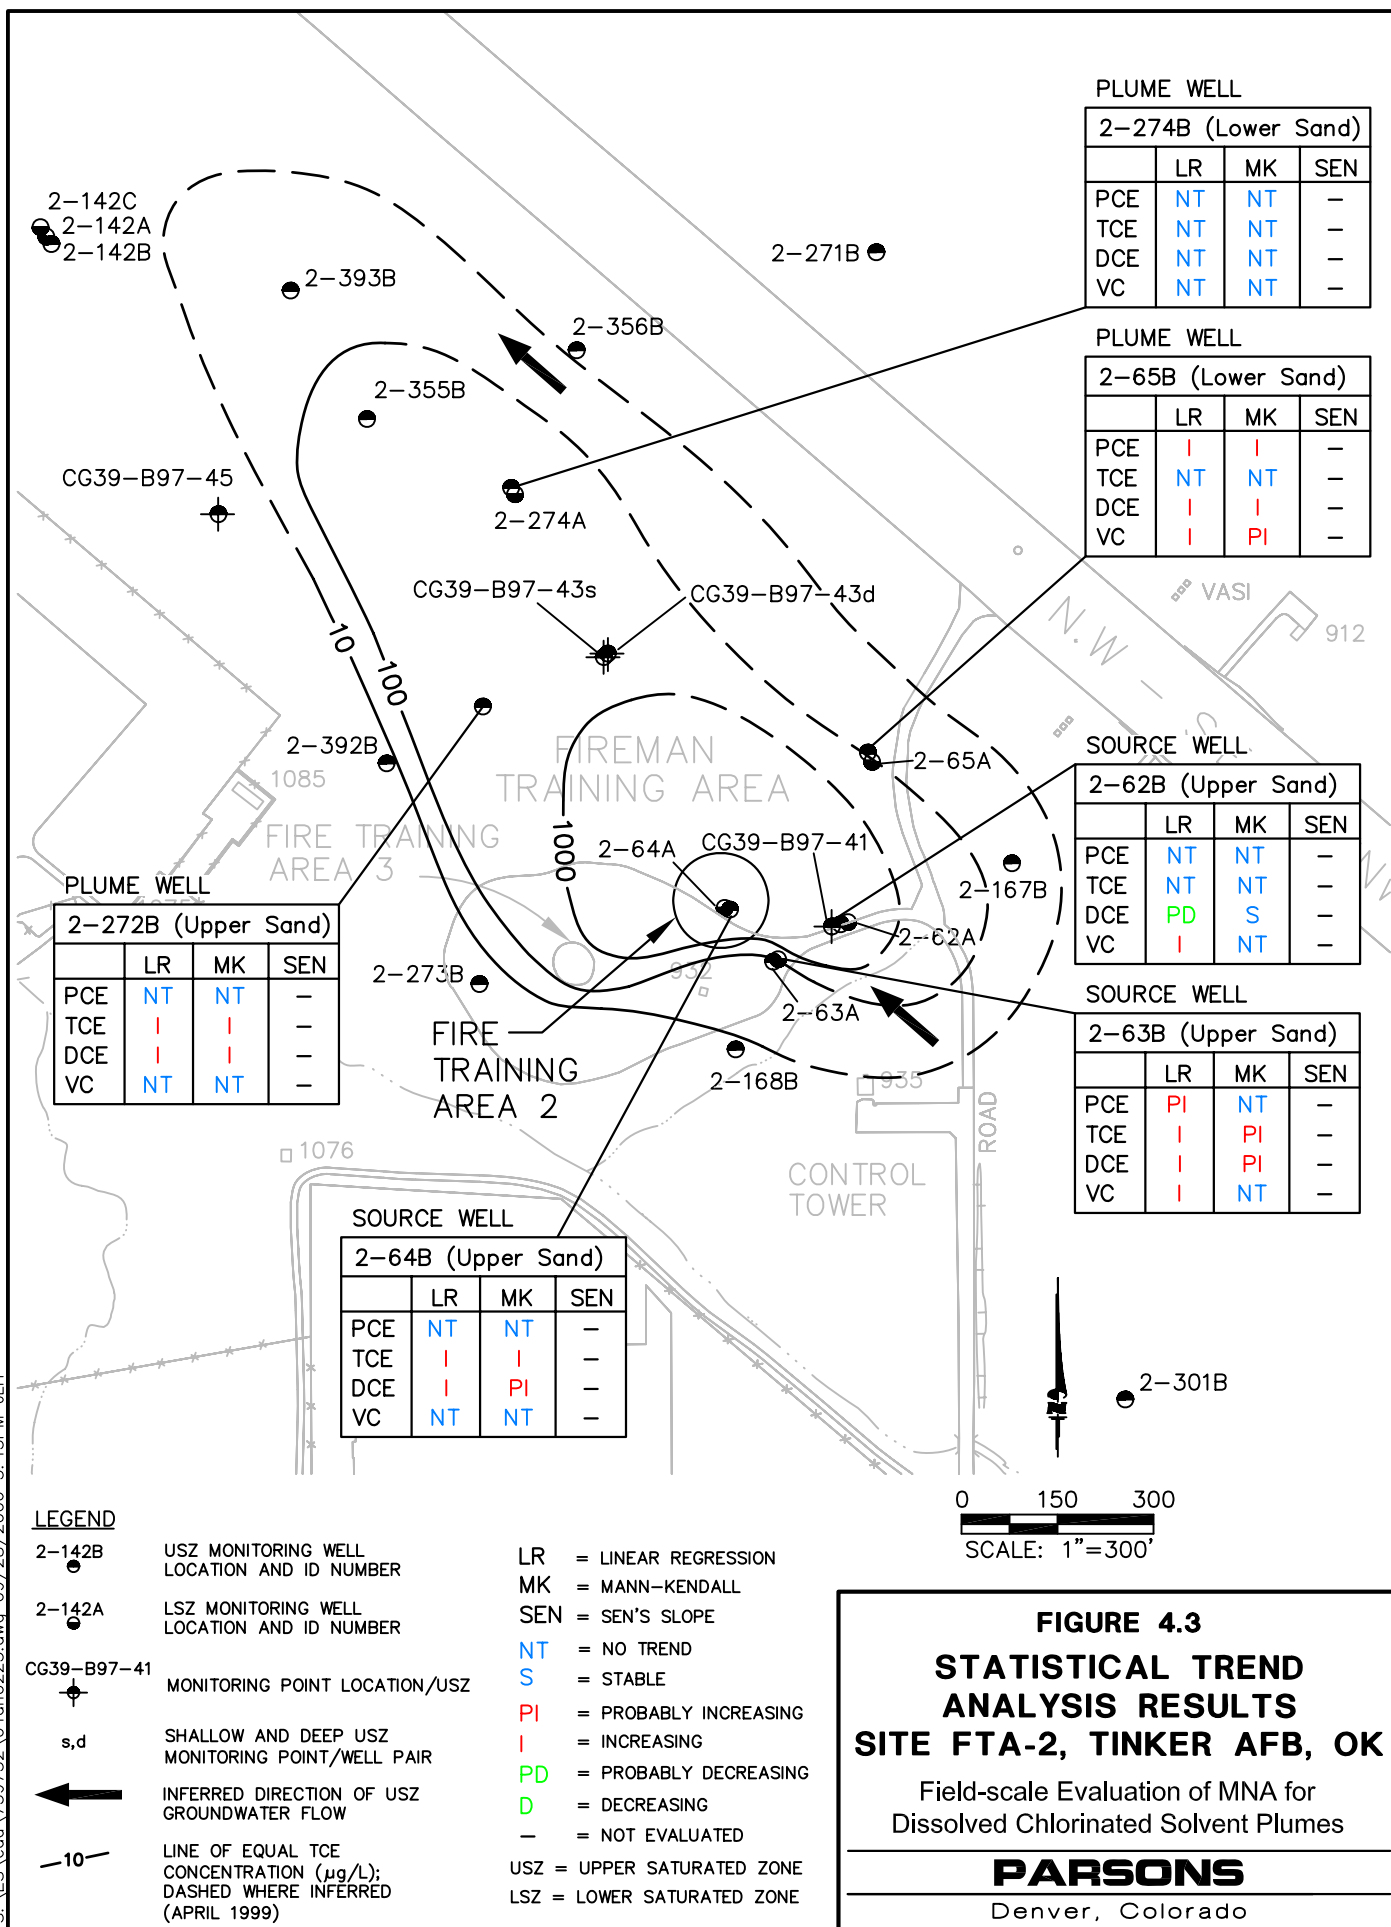 PLUME WELL
2-274B (Lower Sand)
LR MK SEN
PCE NT NT –
TCE NT NT –
DCE NT NT –
VC NT NT –
PLUME WELL
2-65B (Lower Sand)
LR MK SEN
PCE I I –
TCE NT NT –
DCE I I –
VC I PI –
2-142C
2-142A
2-142B
2-393B
2-271B
2-356B
2-355B
CG39-B97-45
2-274A
CG39-B97-43s
CG39-B97-43d
VASI
912
N.W
10
100
1000
2-392B
1085
FIREMAN
TRAINING AREA
2-65A
FIRE TRAINING
AREA 3
2-64A
CG39-B97-41
2-167B
2-62A
SOURCE WELL
2-62B (Upper Sand)
LR MK SEN
PCE NT NT –
TCE NT NT –
DCE PD S –
VC I NT –
PLUME WELL
2-272B (Upper Sand)
LR MK SEN
PCE NT NT –
TCE I I –
DCE I I –
VC NT NT –
2-273B
932
2-63A
FIRE
TRAINING
AREA 2
2-168B
935
SOURCE WELL
2-63B (Upper Sand)
LR MK SEN
PCE PI NT –
TCE I PI –
DCE I PI –
VC I NT –
ROAD
1076
CONTROL
TOWER
SOURCE WELL
2-64B (Upper Sand)
LR MK SEN
PCE NT NT –
TCE I I –
DCE I PI –
VC NT NT –
N
2-301B
0 150 300
SCALE: 1"=300'
LEGEND
2-142B
USZ MONITORING WELL
LOCATION AND ID NUMBER
2-142A
LSZ MONITORING WELL
LOCATION AND ID NUMBER
CG39-B97-41
MONITORING POINT LOCATION/USZ
s,d
SHALLOW AND DEEP USZ
MONITORING POINT/WELL PAIR
INFERRED DIRECTION OF USZ
GROUNDWATER FLOW
10
LINE OF EQUAL TCE
CONCENTRATION (µg/L);
DASHED WHERE INFERRED
(APRIL 1999)
LR = LINEAR REGRESSION
MK = MANN-KENDALL
SEN = SEN'S SLOPE
NT = NO TREND
S = STABLE
PI = PROBABLY INCREASING
I = INCREASING
PD = PROBABLY DECREASING
D = DECREASING
– = NOT EVALUATED
USZ = UPPER SATURATED ZONE
LSZ = LOWER SATURATED ZONE
FIGURE 4.3
STATISTICAL TREND
ANALYSIS RESULTS
SITE FTA-2, TINKER AFB, OK
Field-scale Evaluation of MNA for
Dissolved Chlorinated Solvent Plumes
PARSONS
Denver, Colorado